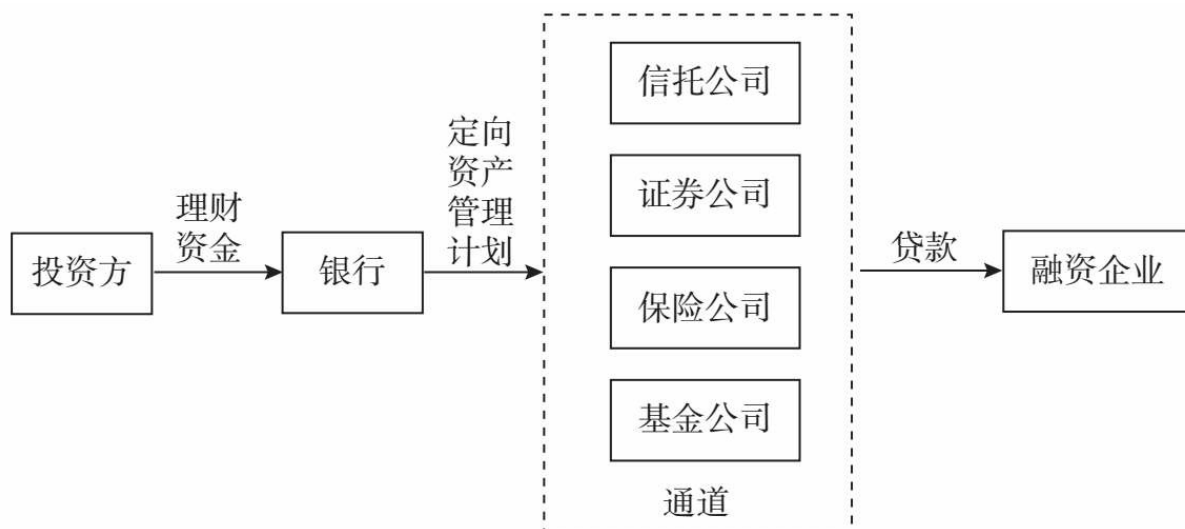 投资方
理财
资金
银行
定向
资产
管理
计划
信托公司
证券公司
保险公司
基金公司
通道
贷款
融资企业